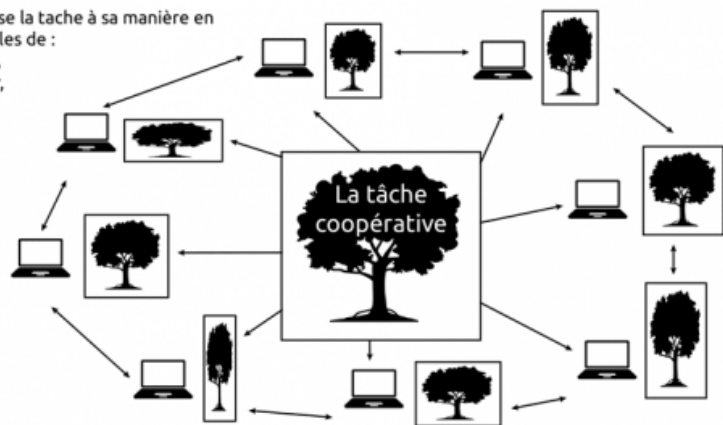 se la tache à sa manière en
les de :
La tâche
coopérative